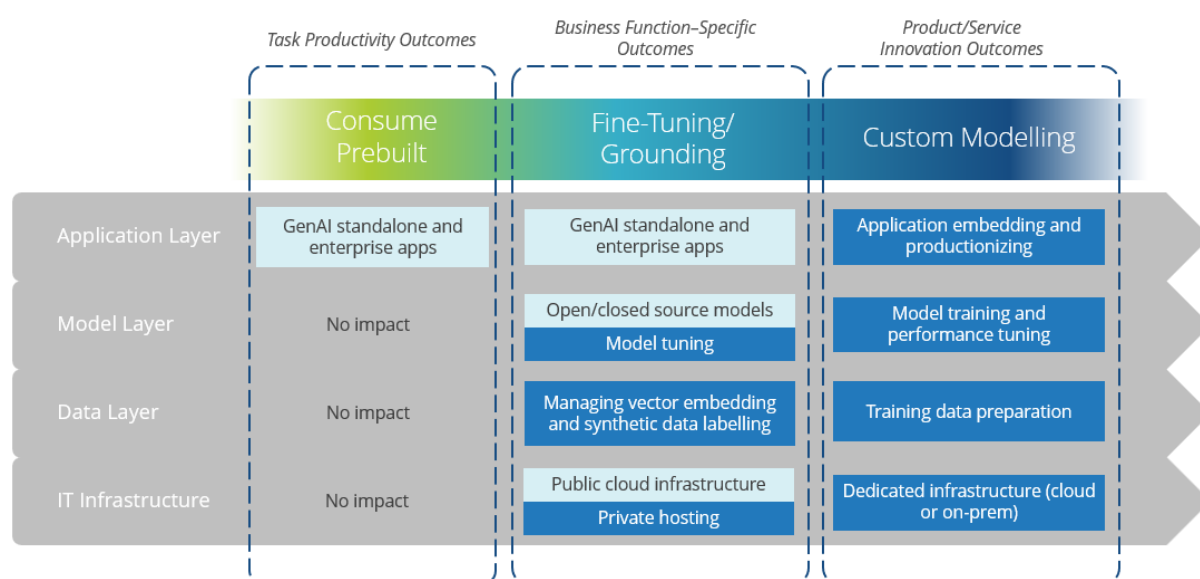 Task Productivity Outcomes
Business Function–Specific
Outcomes
Product/Service
Innovation Outcomes
Consume
Prebuilt
Fine-Tuning/
Grounding
Custom Modelling
Application Layer
GenAI standalone and
enterprise apps
GenAI standalone and
enterprise apps
Application embedding and
productionizing
Model Layer
No impact
Open/closed source models
Model tuning
Model training and
performance tuning
Data Layer
No impact
Managing vector embedding
and synthetic data labelling
Training data preparation
IT Infrastructure
No impact
Public cloud infrastructure
Private hosting
Dedicated infrastructure (cloud
or on-prem)